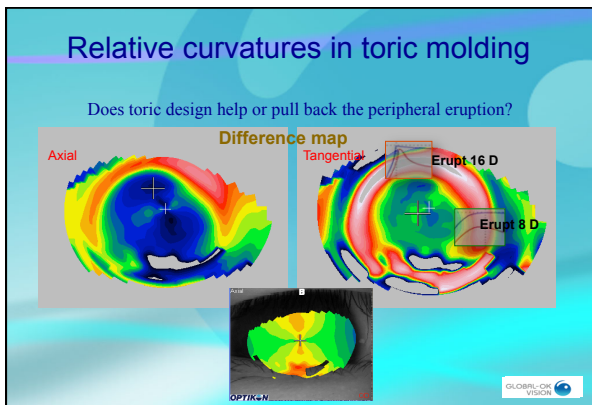 Relative curvatures in toric molding
Does toric design help or pull back the peripheral eruption?
Difference map
Axial
Tangential
Erupt 16 D
Erupt 8 D
Axial
B
OPTIKON
GLOBAL-OK
VISION